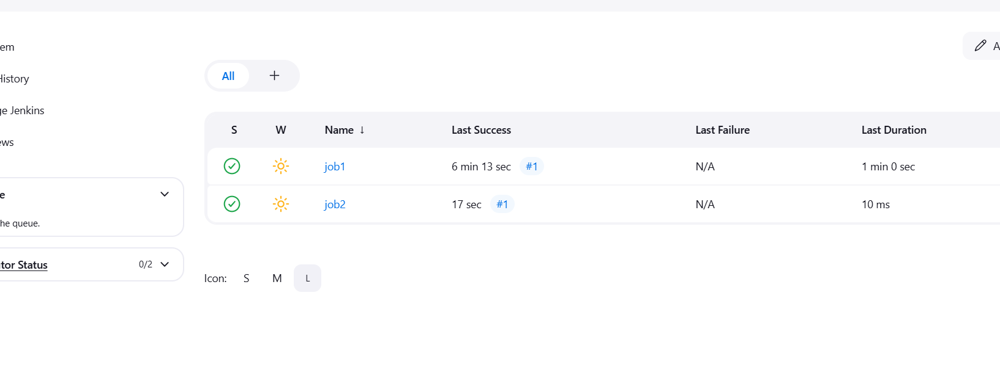 em
History
ge Jenkins
ews
e
he queue.
tor Status 0/2
All +
S W Name ↓ Last Success Last Failure Last Duration
job1 6 min 13 sec #1 N/A 1 min 0 sec
job2 17 sec #1 N/A 10 ms
Icon: S M L
A